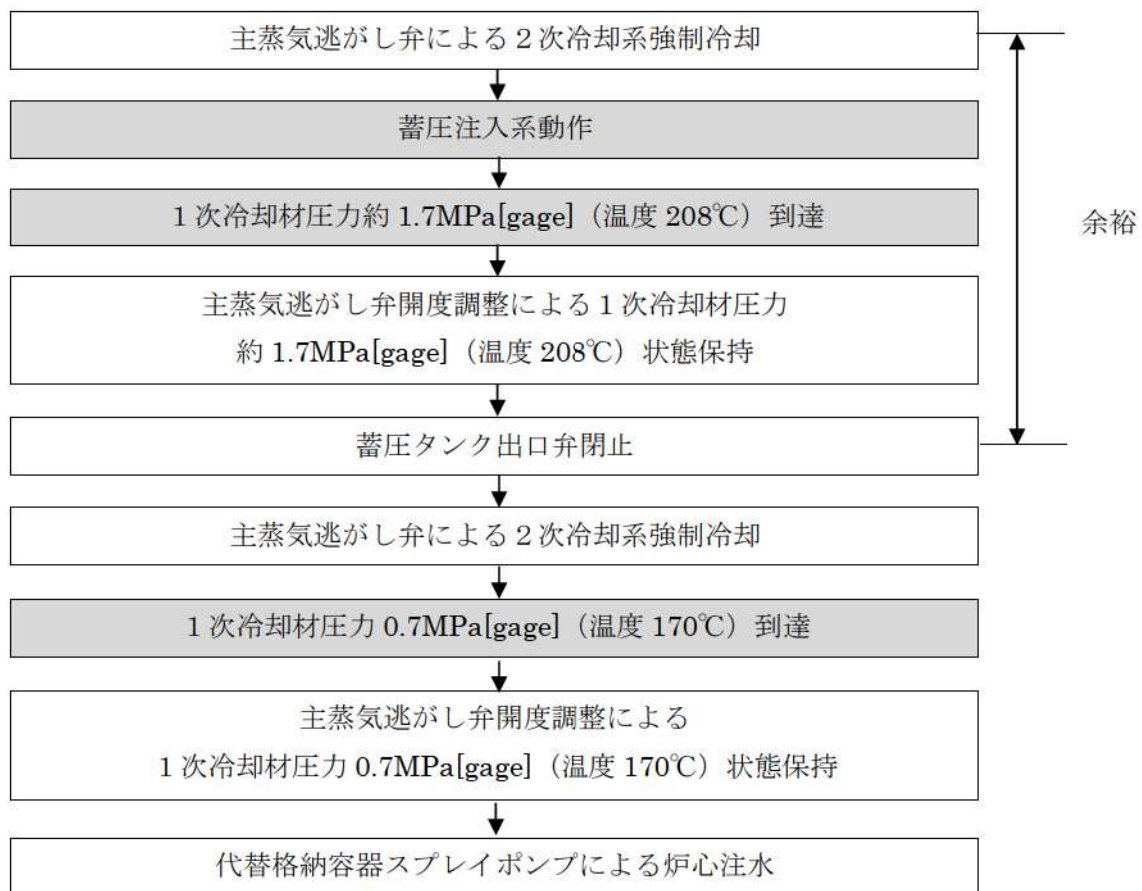 主蒸気逃がし弁による２次冷却系強制冷却
蓄圧注入系動作
１次冷却材圧力約 1.7MPa[gage]（温度 208℃）到達
余裕
主蒸気逃がし弁開度調整による１次冷却材圧力
約 1.7MPa[gage]（温度 208℃）状態保持
蓄圧タンク出口弁閉止
主蒸気逃がし弁による２次冷却系強制冷却
１次冷却材圧力 0.7MPa[gage]（温度 170℃）到達
主蒸気逃がし弁開度調整による
１次冷却材圧力 0.7MPa[gage]（温度 170℃）状態保持
代替格納容器スプレイポンプによる炉心注水